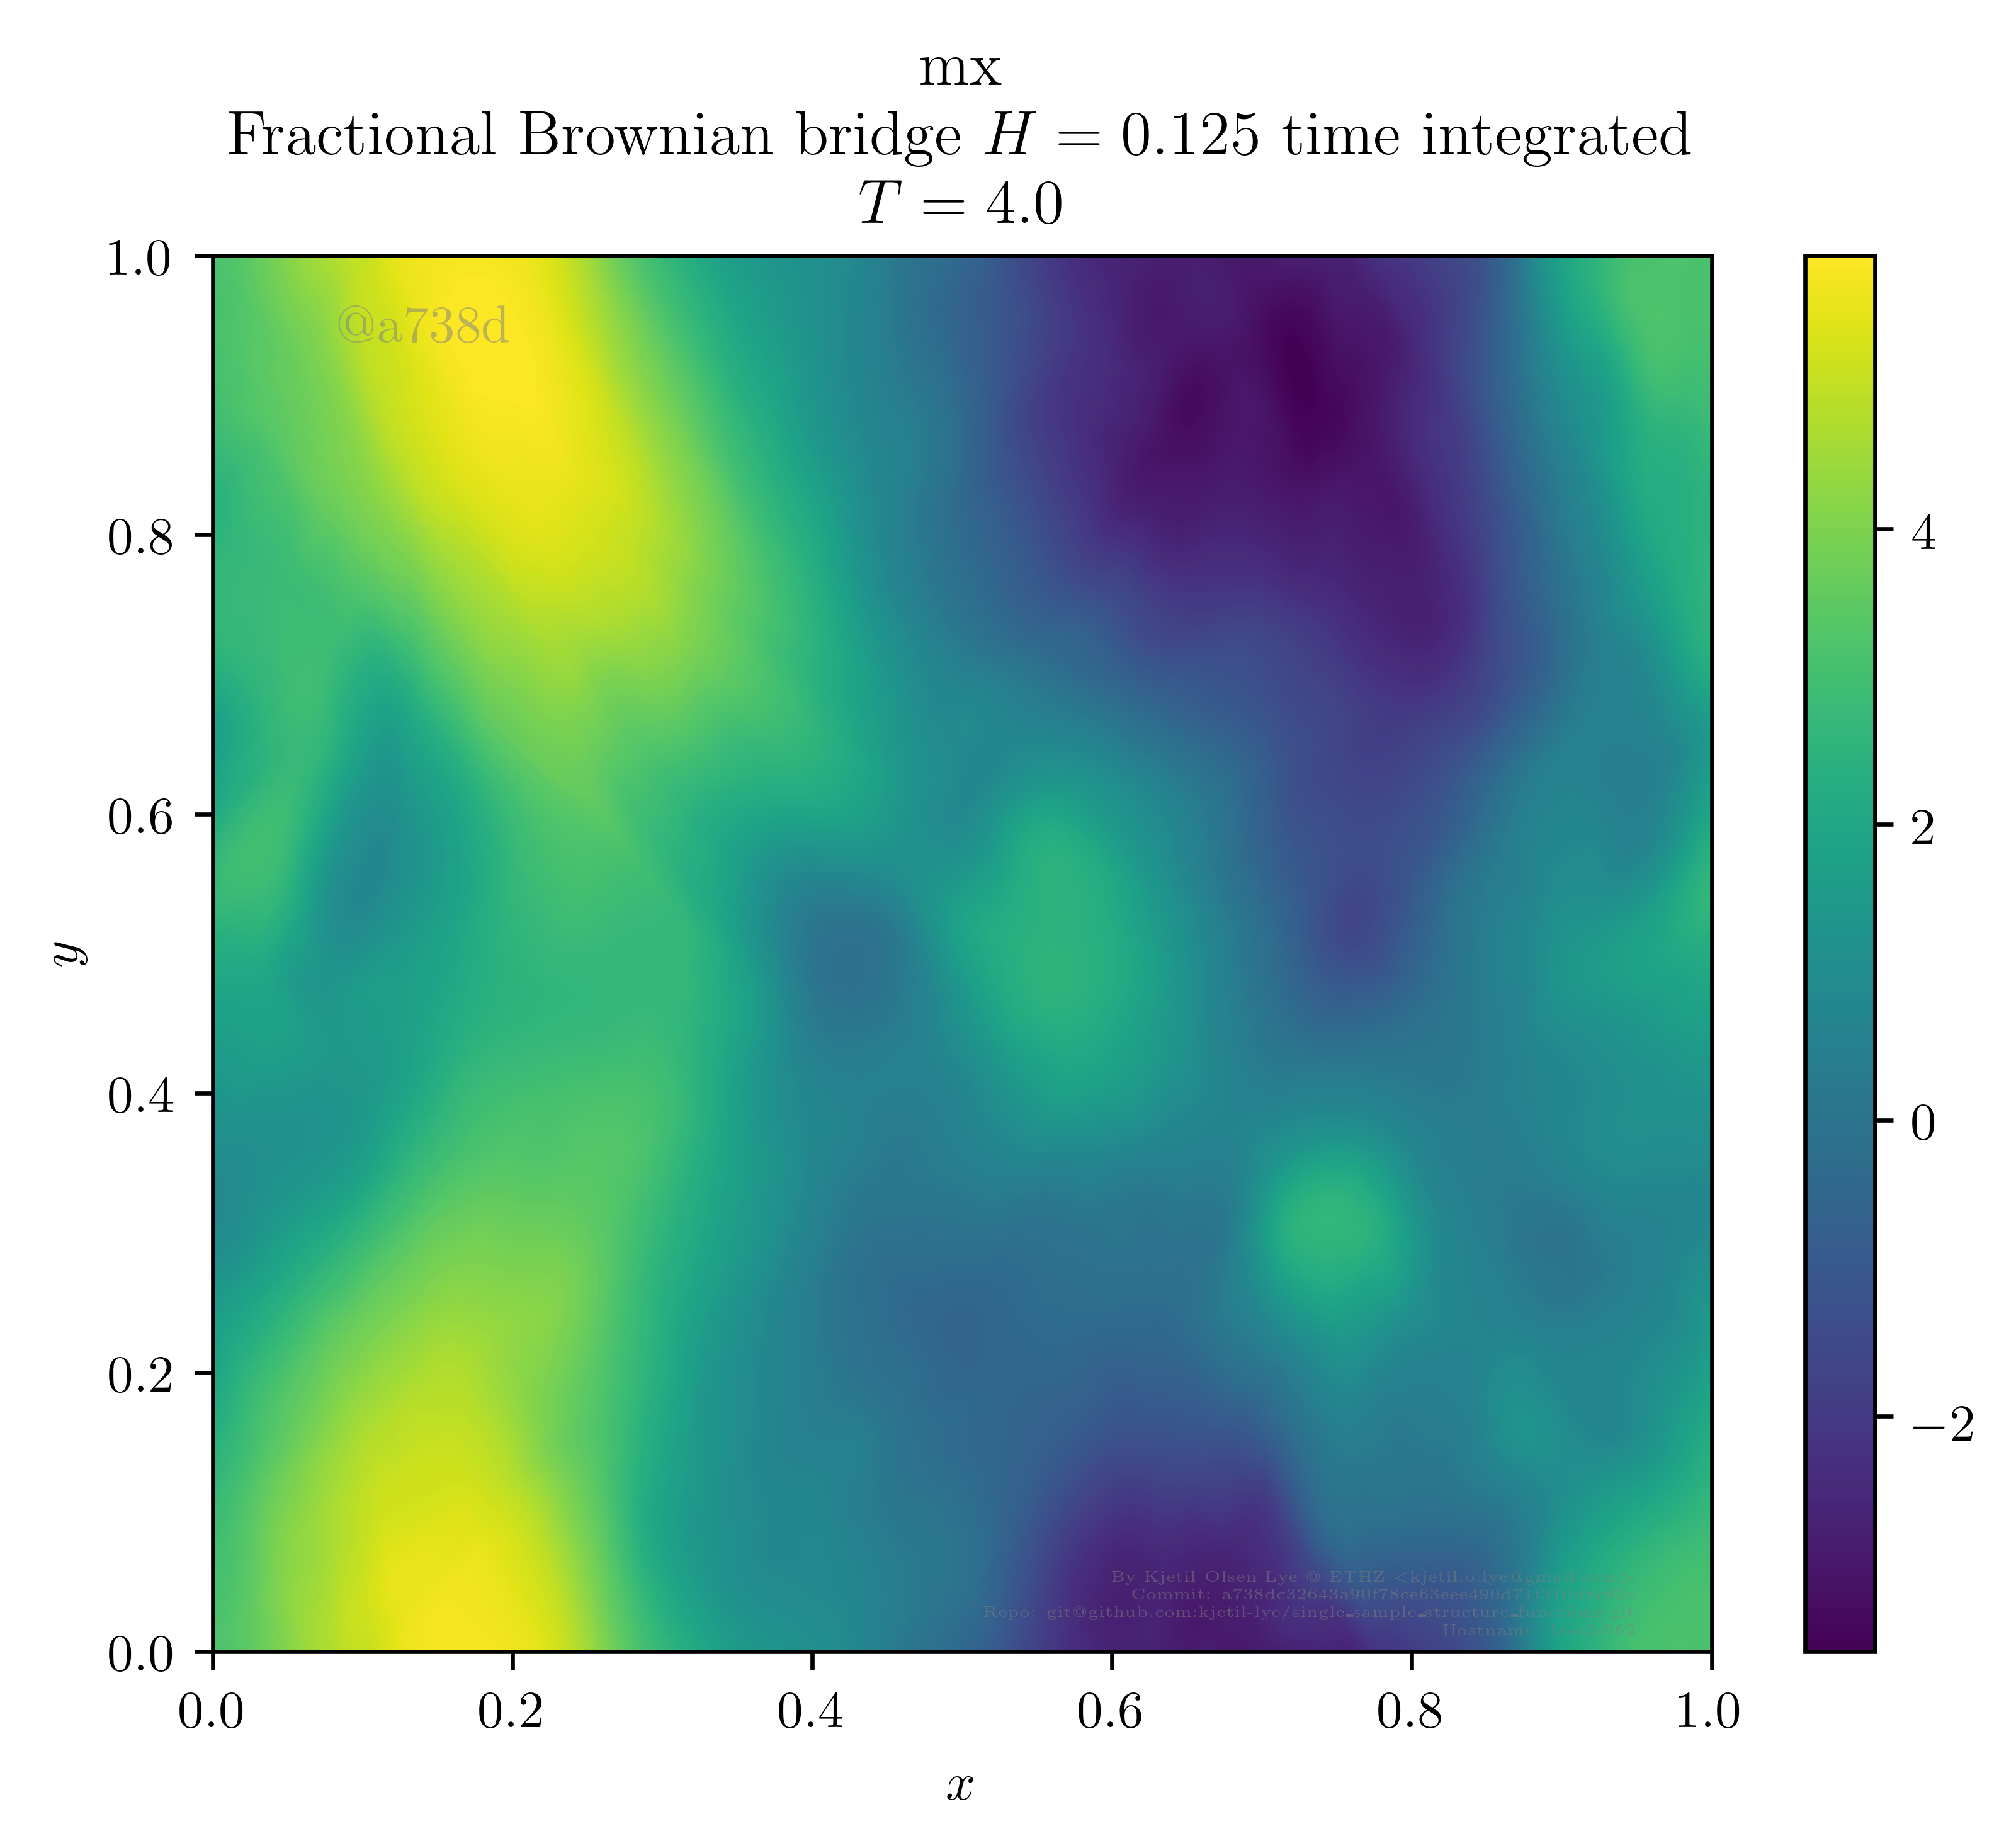 mx
Fractional Brownian bridge H = 0.125 time integrated
T = 4.0
1.0
@a738d
0.8
4
0.6
2
y
0.4
0
0.2
−2
By Kjetil Olsen Lye @ ETHZ
Commit:
Repo: git@github.com:kjetil-lye/single_sample_structure_functions.git
Hostname:
0.0
0.0 0.2 0.4 0.6 0.8 1.0
x